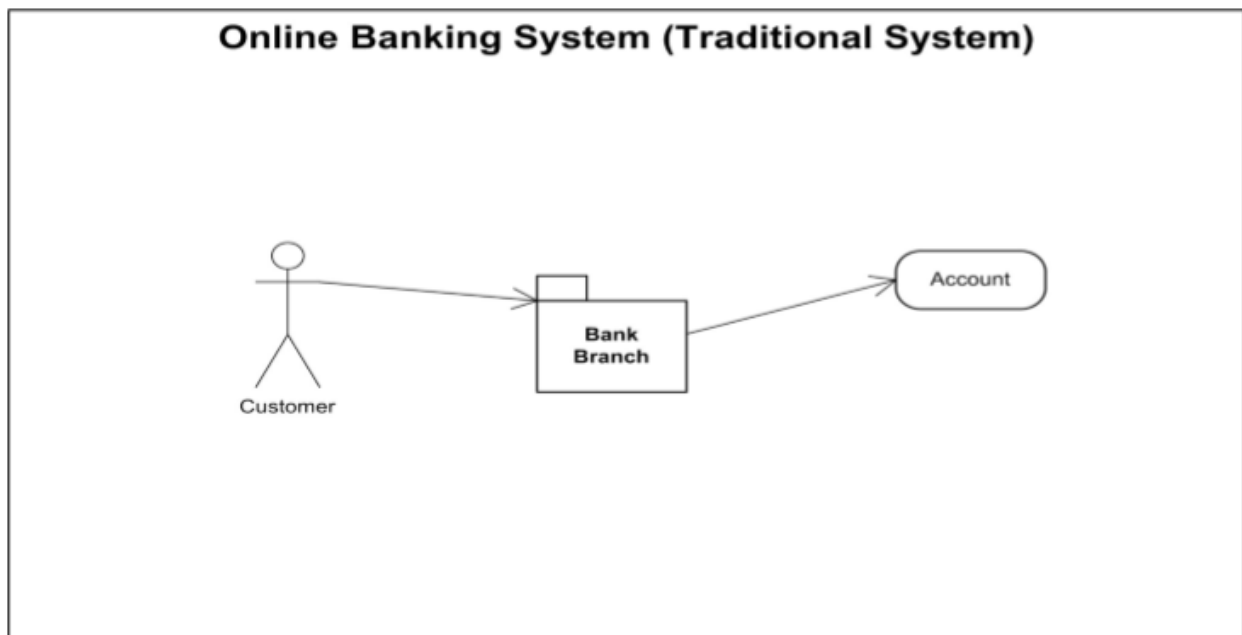 Online Banking System (Traditional System)
Customer
Bank
Branch
Account